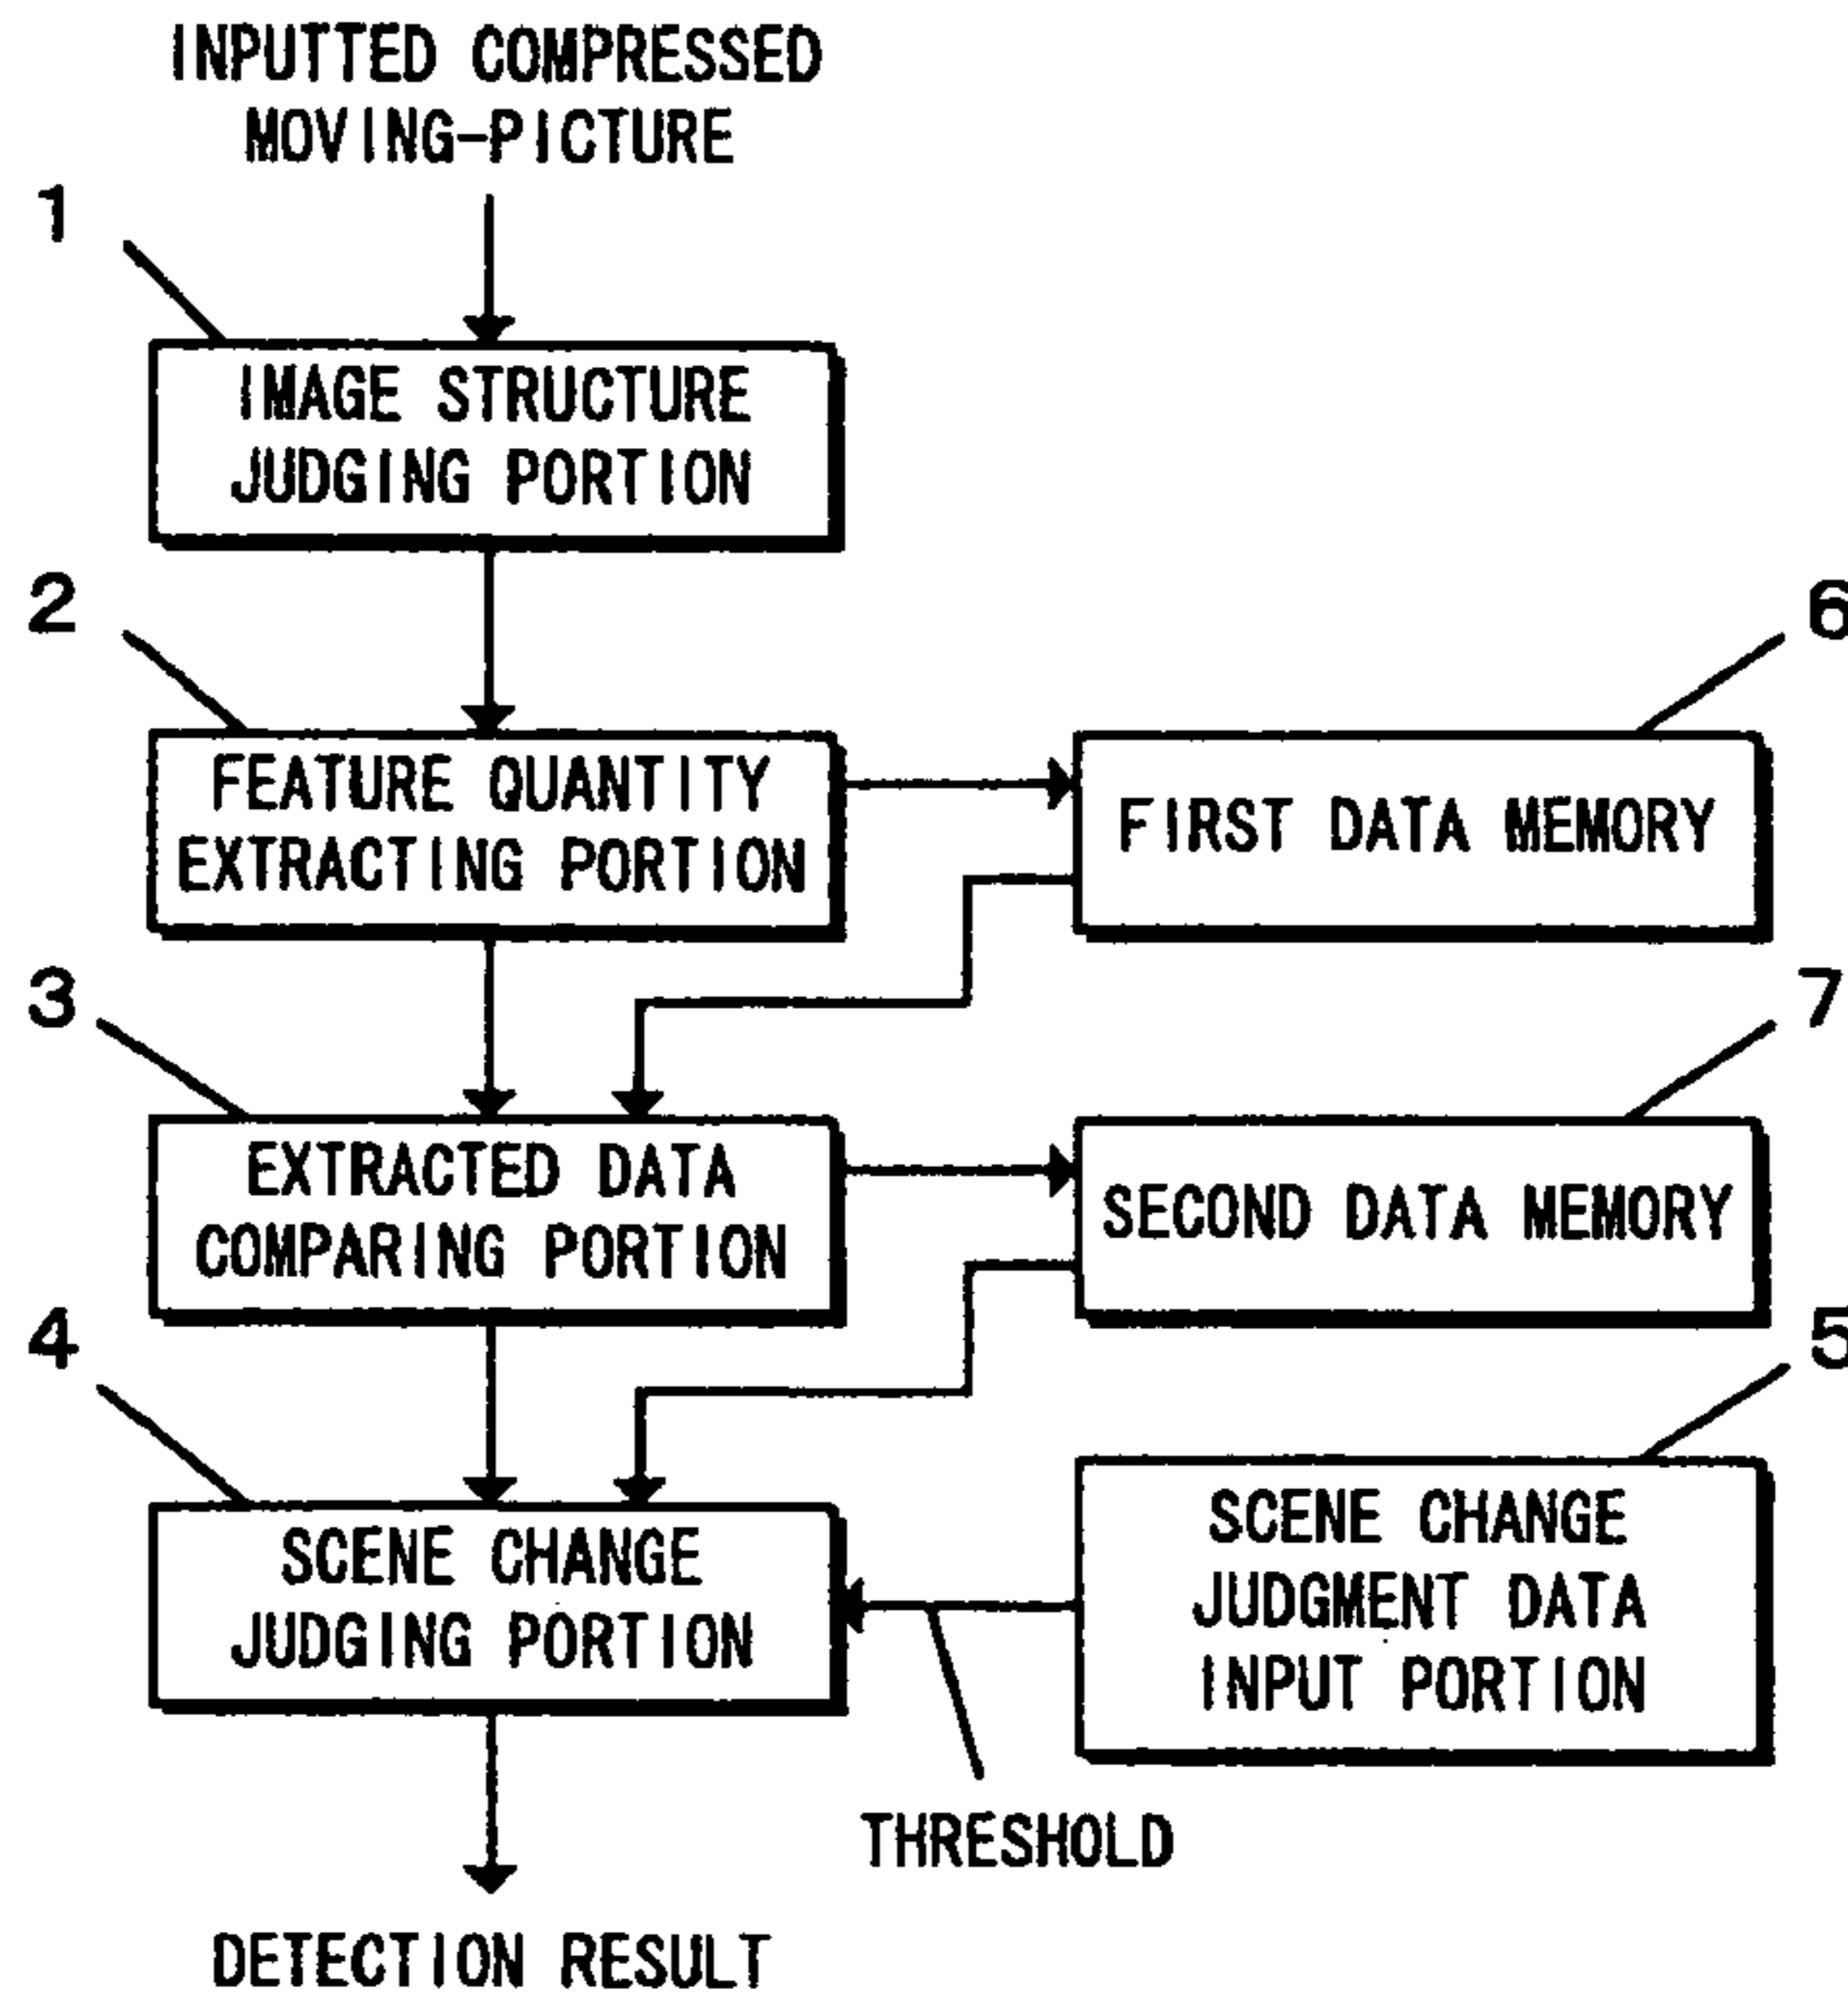 INPUTTED COMPRESSED
MOVING-PICTURE
1
IMAGE STRUCTURE
JUDGING PORTION
2
FEATURE QUANTITY
EXTRACTING PORTION
6
FIRST DATA MEMORY
3
EXTRACTED DATA
COMPARING PORTION
7
SECOND DATA MEMORY
4
SCENE CHANGE
JUDGING PORTION
5
SCENE CHANGE
JUDGMENT DATA
INPUT PORTION
THRESHOLD
DETECTION RESULT